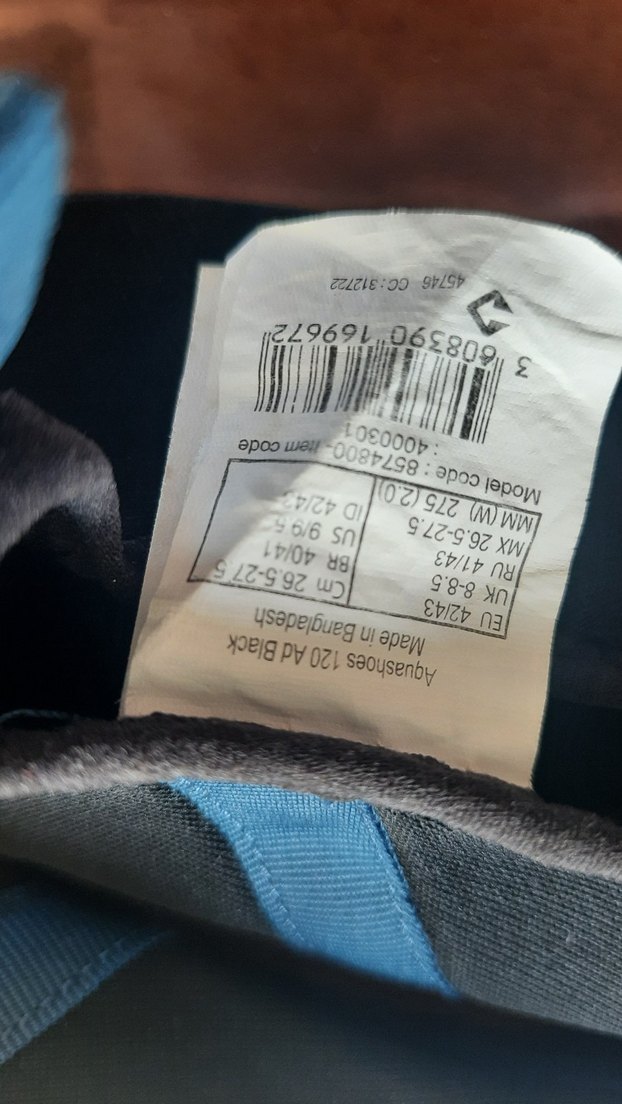 Aquashoes 120 Ad Black
Made in Bangladesh
EU 42/43 Cm 26.5-27.5
UK 8-8.5 BR 40/41
RU 41/43 US 9/9.5
MX 26.5-27.5 ID 42/43
MM(W) 275 (2.0)
Model code : 8574800- item code
: 4000301
3 608390 169672
45746 CC: 312722